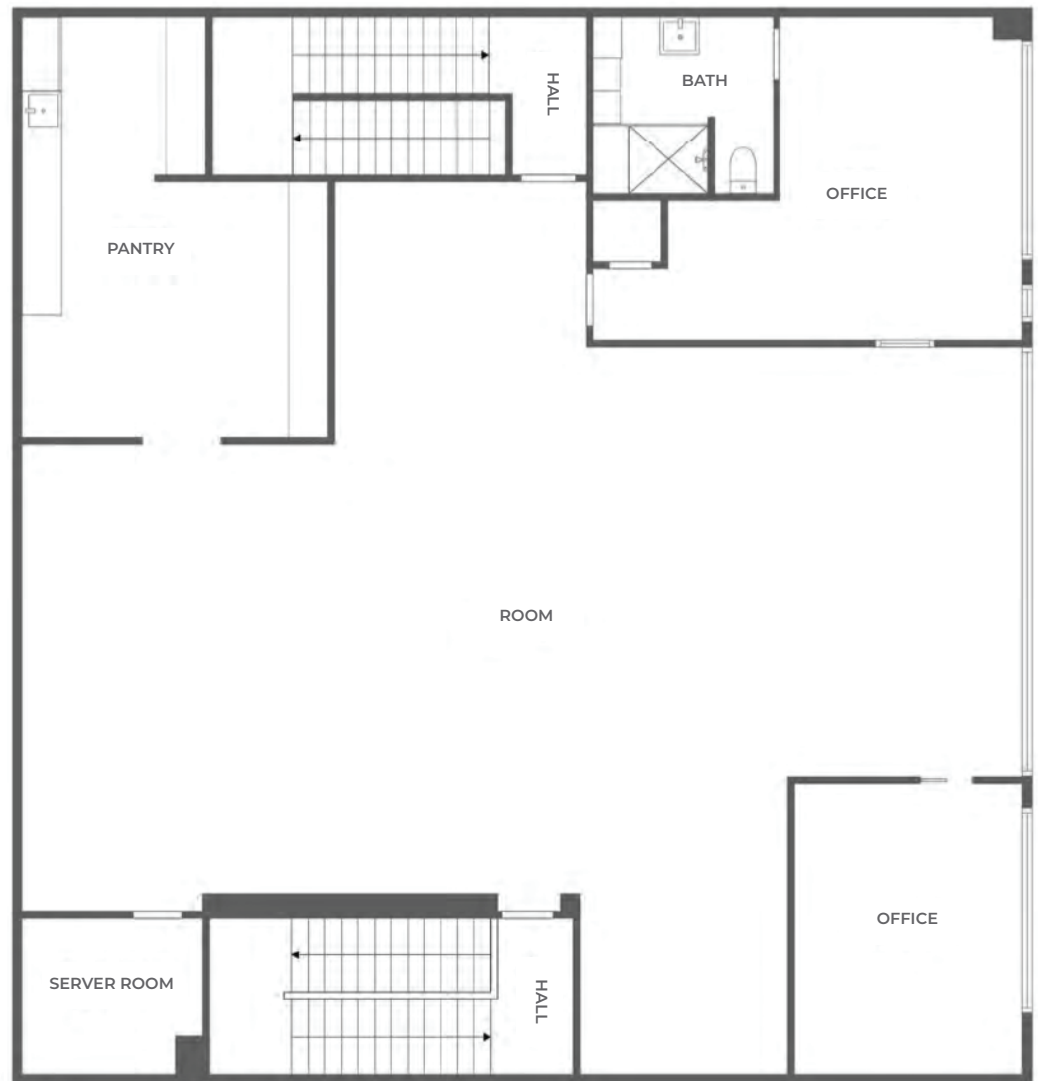 HALL
BATH
OFFICE
PANTRY
ROOM
OFFICE
SERVER ROOM
HALL